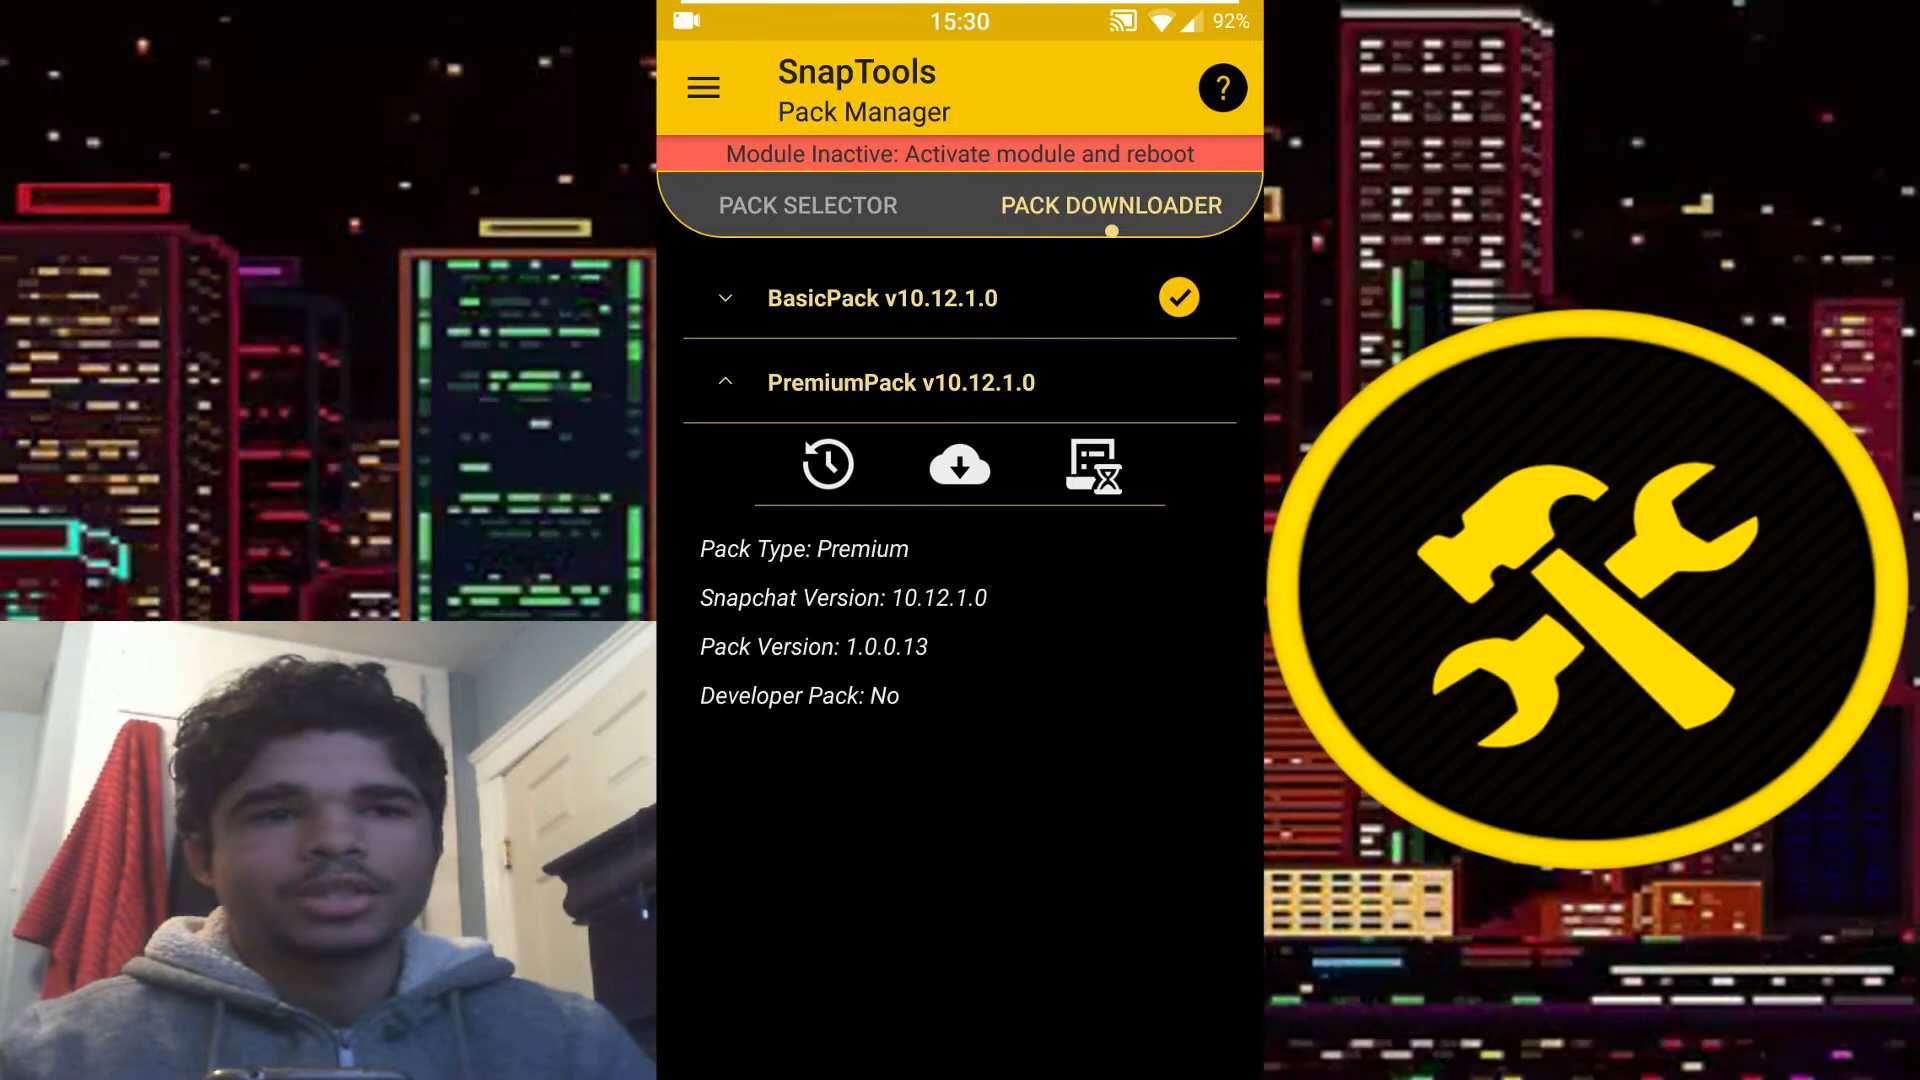 15:30
92%
SnapTools
?
Pack Manager
Module Inactive: Activate module and reboot
PACK SELECTOR
PACK DOWNLOADER
BasicPack v10.12.1.0
PremiumPack v10.12.1.0
Pack Type: Premium
Snapchat Version: 10.12.1.0
Pack Version: 1.0.0.13
Developer Pack: No